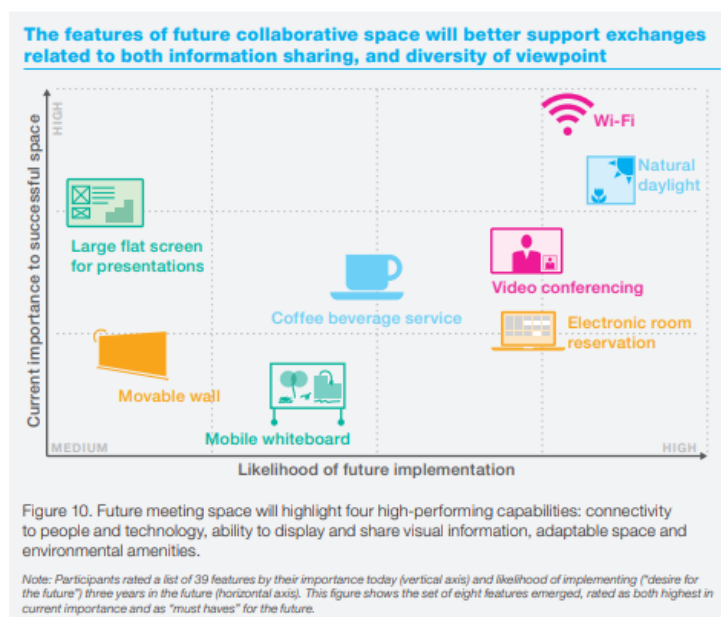 The features of future collaborative space will better support exchanges
related to both information sharing, and diversity of viewpoint
Current importance to successful space
HIGH
Wi-Fi
Natural
daylight
Large flat screen
for presentations
Video conferencing
Coffee beverage service
Electronic room
reservation
Movable wall
Mobile whiteboard
MEDIUM
HIGH
Likelihood of future implementation
Figure 10. Future meeting space will highlight four high-performing capabilities: connectivity
to people and technology, ability to display and share visual information, adaptable space and
environmental amenities.
Note: Participants rated a list of 39 features by their importance today (vertical axis) and likelihood of implementing ("desire for
the future") three years in the future (horizontal axis). This figure shows the set of eight features emerged, rated as both highest in
current importance and as "must haves" for the future.